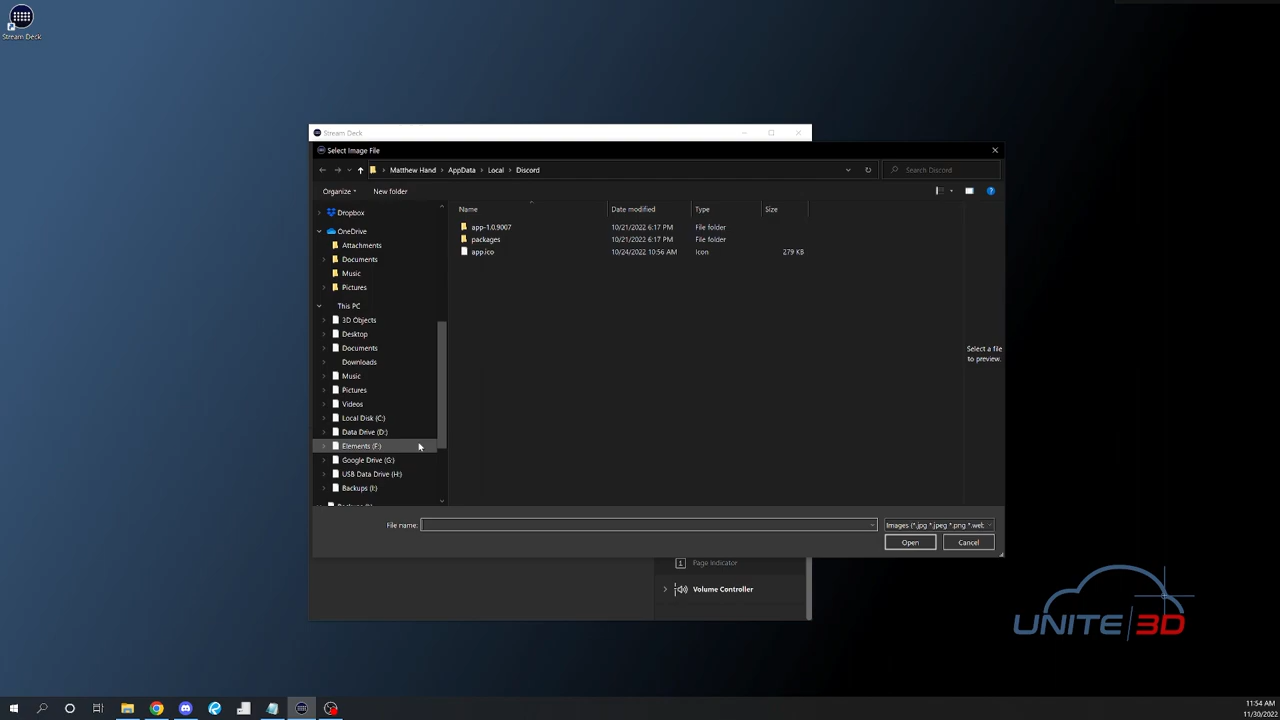 Stream Deck
Stream Deck
Select Image File
Matthew Hand
AppData
Local
Discord
Search Discord
Organize
New folder
Name
Date modified
Type
Size
Dropbox
OneDrive
Attachments
Documents
Music
Pictures
This PC
3D Objects
Desktop
Documents
Downloads
Music
Pictures
Videos
Local Disk (C:)
Data Drive (D:)
Elements (F:)
Google Drive (G:)
USB Data Drive (H:)
Backups (I:)
app-1.0.9007 10/21/2022 6:17 PM File folder
packages 10/21/2022 6:17 PM File folder
app.ico 10/24/2022 10:56 AM Icon 279 KB
Select a file
to preview.
File name:
Images (*.jpg *.jpeg *.png *.wel
Open
Cancel
Page Indicator
Volume Controller
UNITE 3D
11:54 AM
11/30/2022